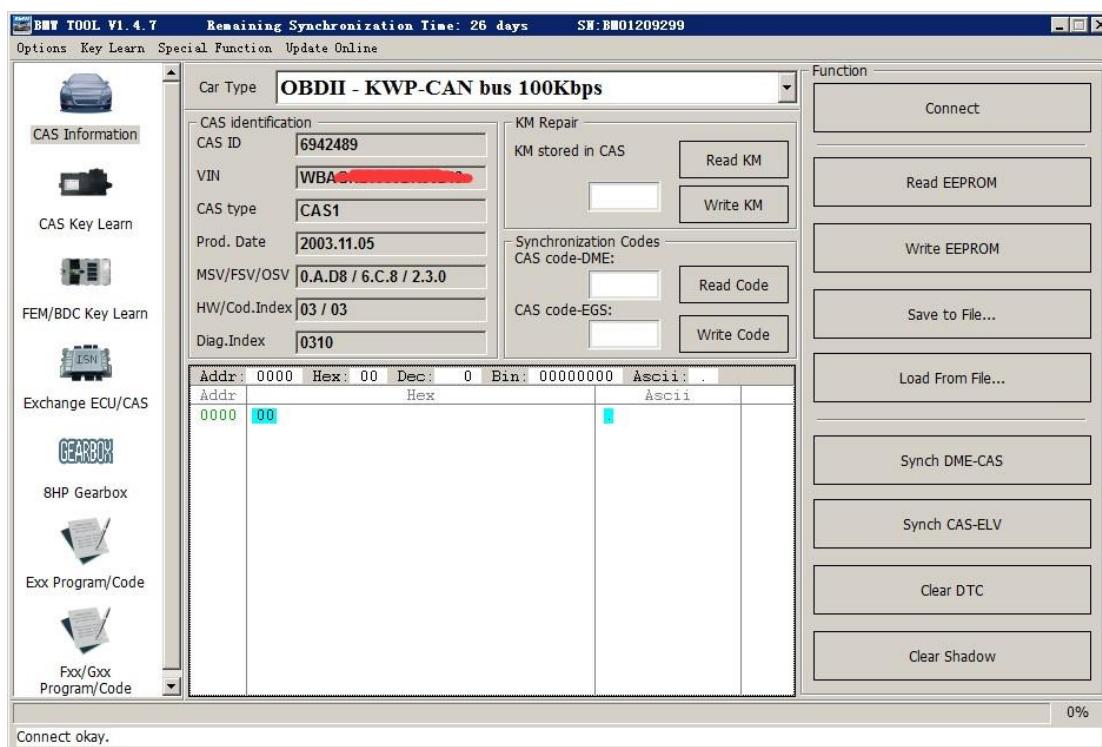 BMW TOOL V1.4.7 Remaining Synchronization Time: 26 days SN:BM01209299
Options Key Learn Special Function Update Online
CAS Information
CAS Key Learn
FEM/BDC Key Learn
ISN
Exchange ECU/CAS
GEARBOX
8HP Gearbox
Exx Program/Code
Fxx/Gxx
Program/Code
Car Type OBDII - KWP-CAN bus 100Kbps
CAS identification
CAS ID 6942489
VIN WBA
CAS type CAS1
Prod. Date 2003.11.05
MSV/FSV/OSV 0.A.D8 / 6.C.8 / 2.3.0
HW/Cod.Index 03 / 03
Diag.Index 0310
KM Repair
KM stored in CAS
Read KM
Write KM
Synchronization Codes
CAS code-DME:
Read Code
CAS code-EGS:
Write Code
Addr: 0000 Hex: 00 Dec: 0 Bin: 00000000 Ascii: .
Addr Hex Ascii
0000 00 .
Function
Connect
Read EEPROM
Write EEPROM
Save to File...
Load From File...
Synch DME-CAS
Synch CAS-ELV
Clear DTC
Clear Shadow
0%
Connect okay.